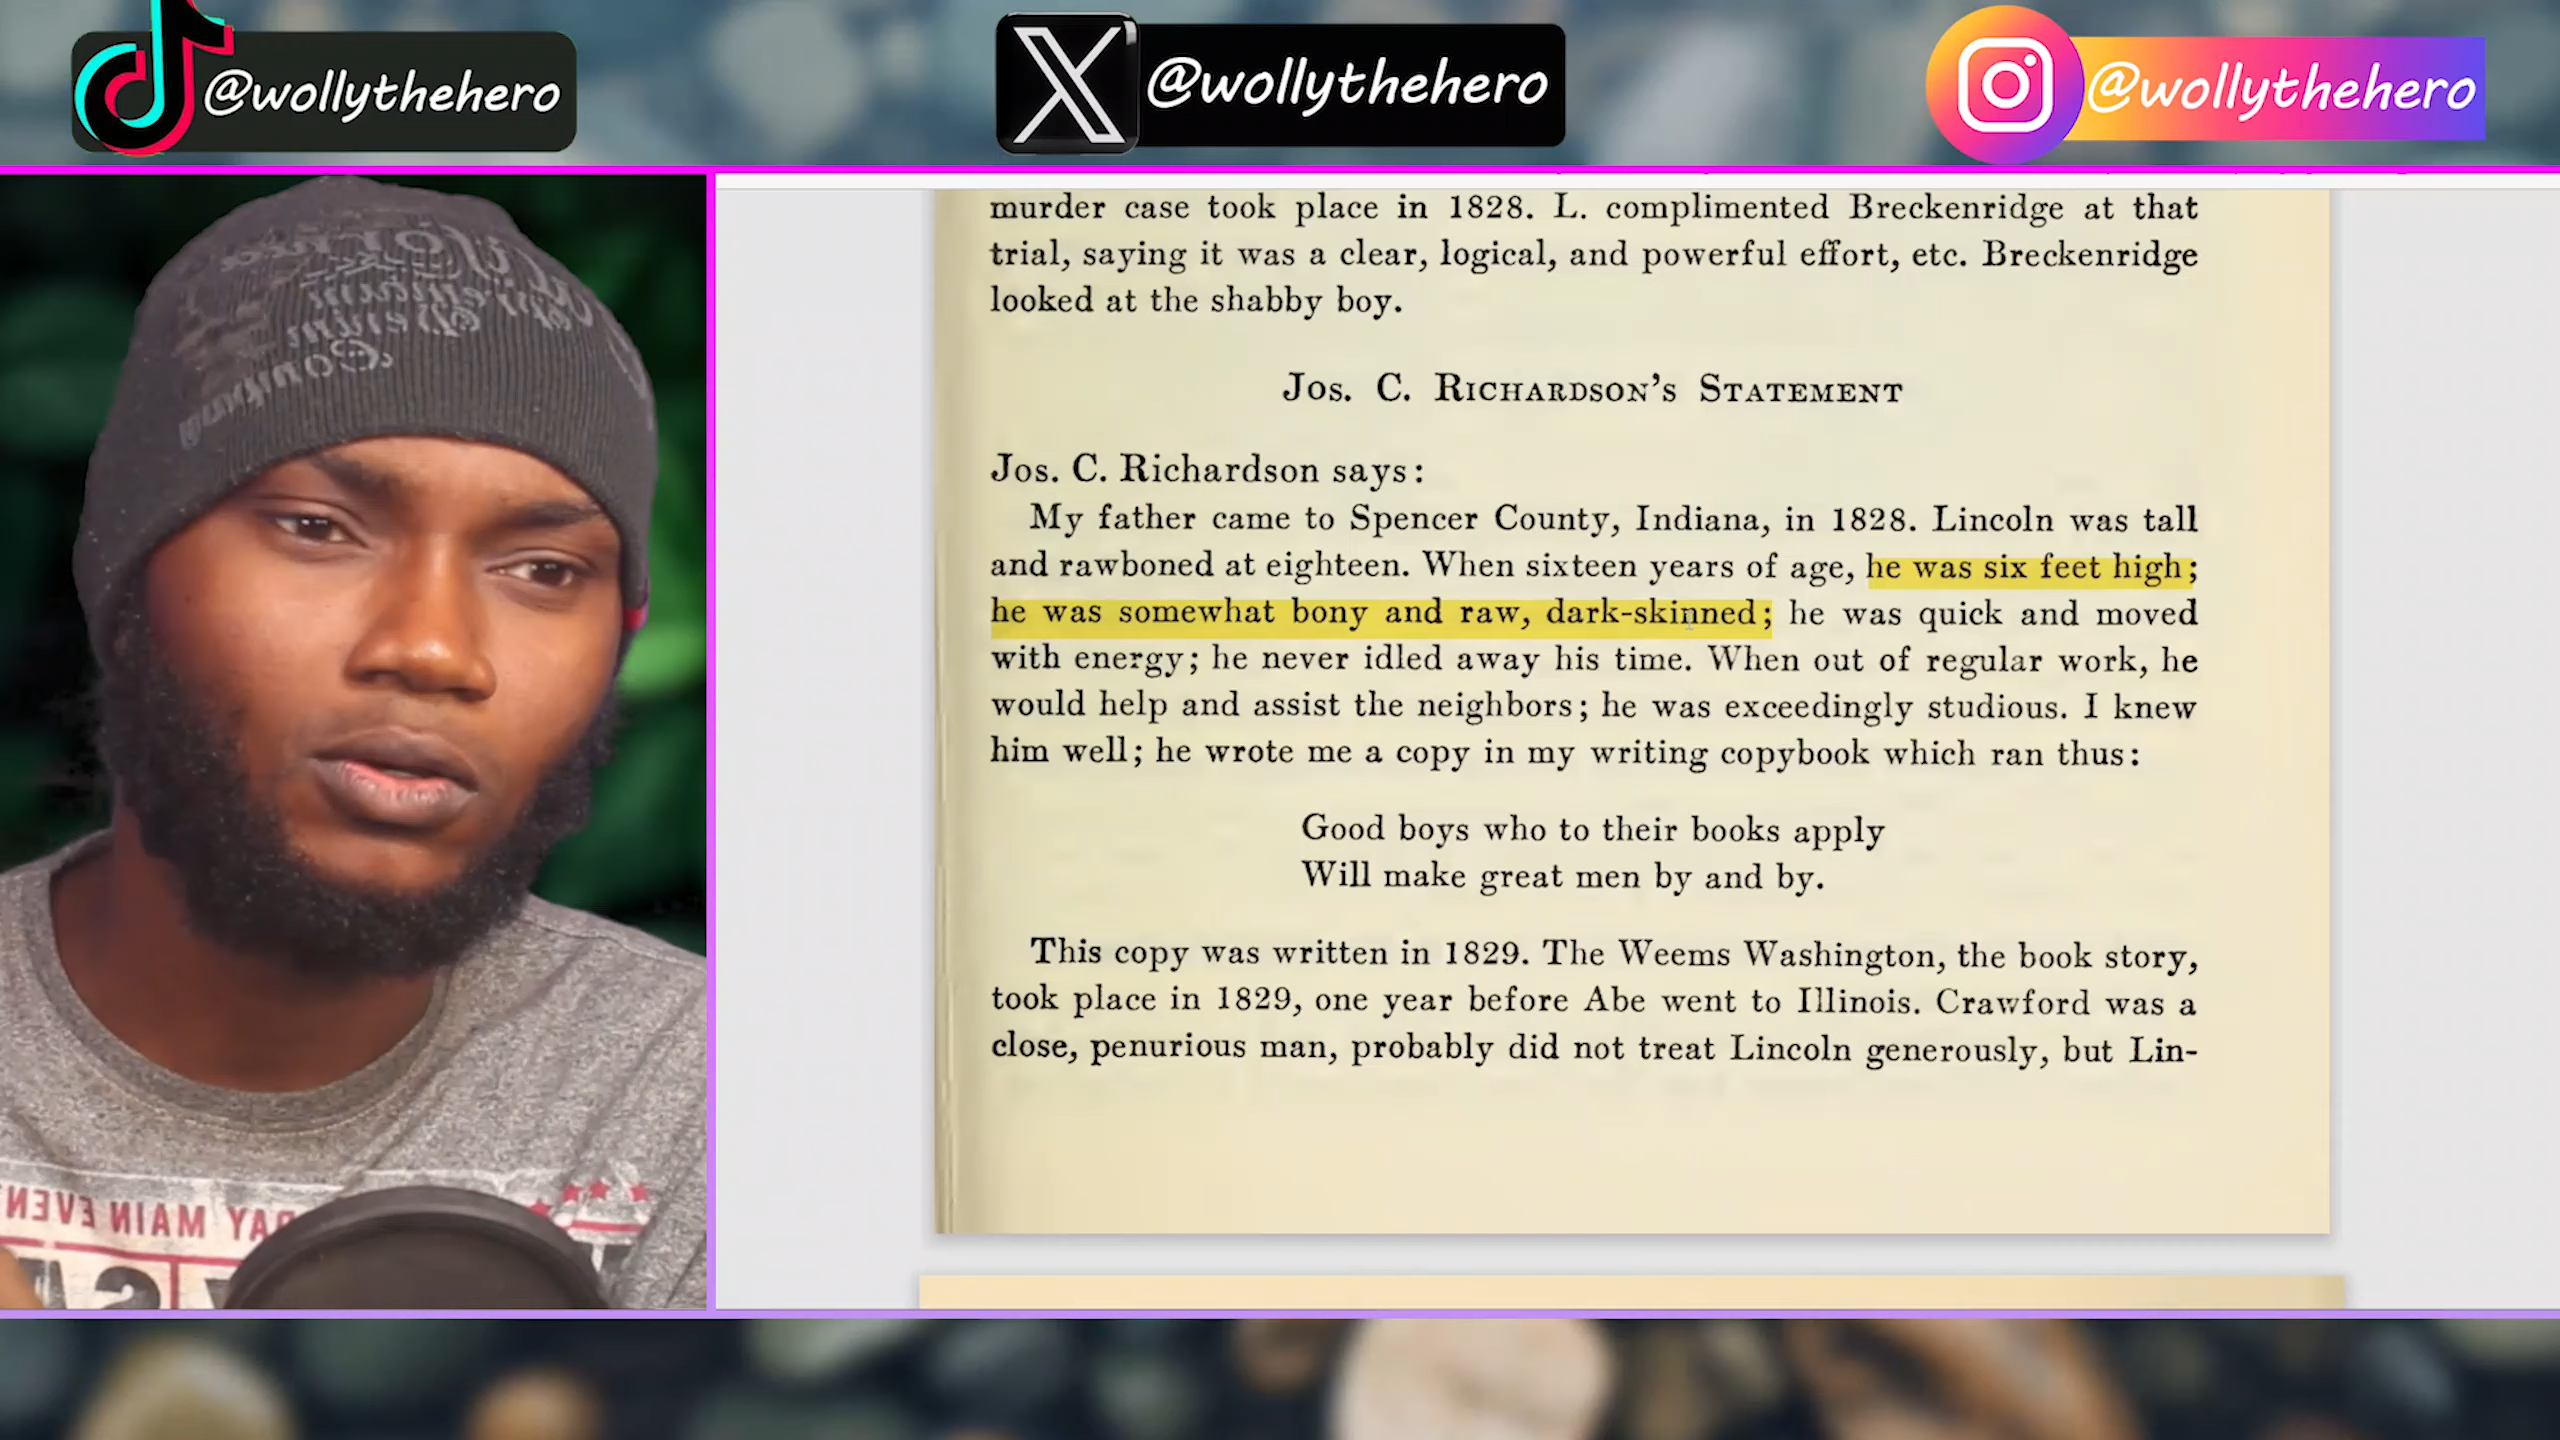 @wollythehero
@wollythehero
@wollythehero
murder case took place in 1828. L. complimented Breckenridge at that
trial, saying it was a clear, logical, and powerful effort, etc. Breckenridge
looked at the shabby boy.
Jos. C. Richardson's Statement
Jos. C. Richardson says:
My father came to Spencer County, Indiana, in 1828. Lincoln was tall
and rawboned at eighteen. When sixteen years of age, he was six feet high;
he was somewhat bony and raw, dark-skinned; he was quick and moved
with energy; he never idled away his time. When out of regular work, he
would help and assist the neighbors; he was exceedingly studious. I knew
him well; he wrote me a copy in my writing copybook which ran thus:
Good boys who to their books apply
Will make great men by and by.
This copy was written in 1829. The Weems Washington, the book story,
took place in 1829, one year before Abe went to Illinois. Crawford was a
close, penurious man, probably did not treat Lincoln generously, but Lin-
MAIN EVEN